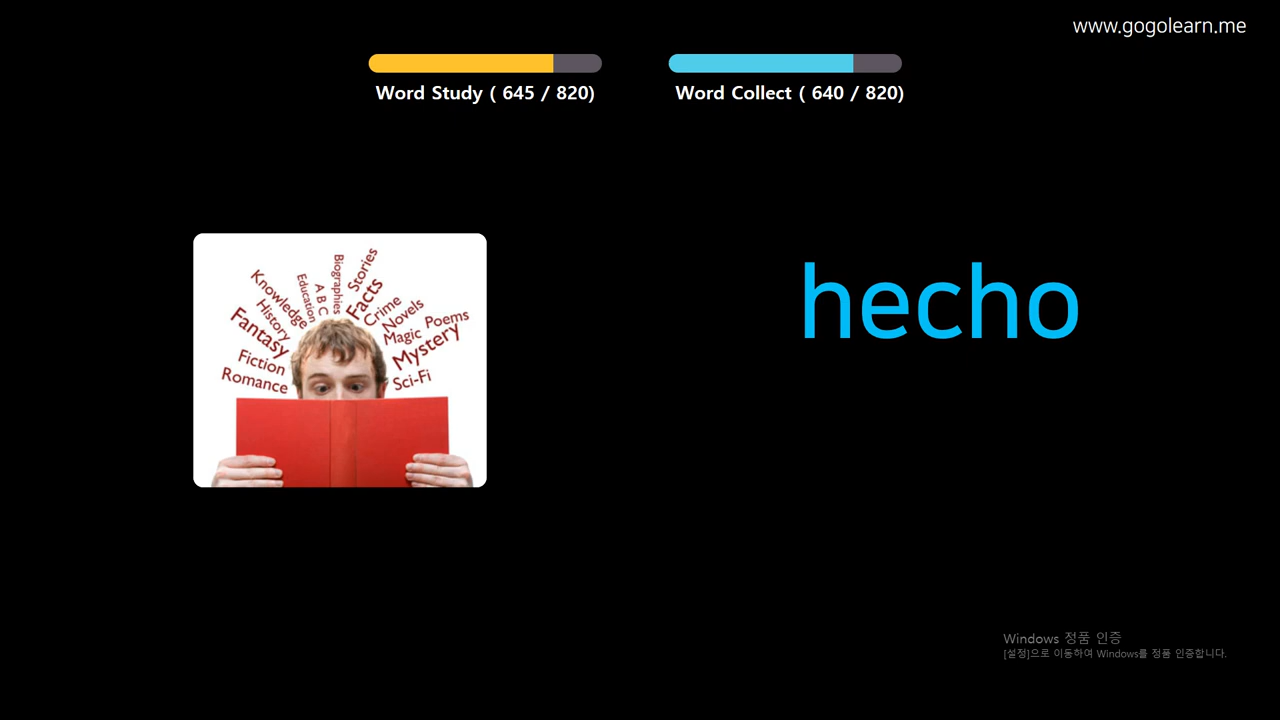 www.gogolearn.me
Word Study ( 645 / 820)
Word Collect ( 640 / 820)
hecho
Knowledge
History
Fantasy
Fiction
Romance
Education
A B C
Biographies
Stories
Facts
Crime
Novels
Magic
Poems
Mystery
Sci-Fi
Windows 정품 인증
[설정]으로 이동하여 Windows를 정품 인증합니다.